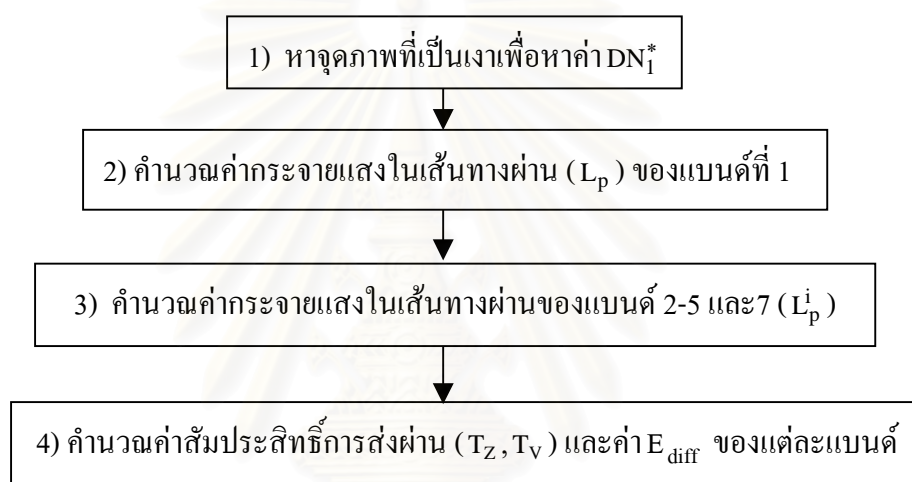 1) หาจุดภาพที่เป็นเงาเพื่อหาค่า DN₁*
2) คำนวณค่ากระจายแสงในเส้นทางผ่าน ( Lₚ ) ของแบนด์ที่ 1
3) คำนวณค่ากระจายแสงในเส้นทางผ่านของแบนด์ 2-5 และ7 ( Lₚⁱ )
4) คำนวณค่าสัมประสิทธิ์การส่งผ่าน ( T_Z , T_V ) และค่า E_diff ของแต่ละแบนด์